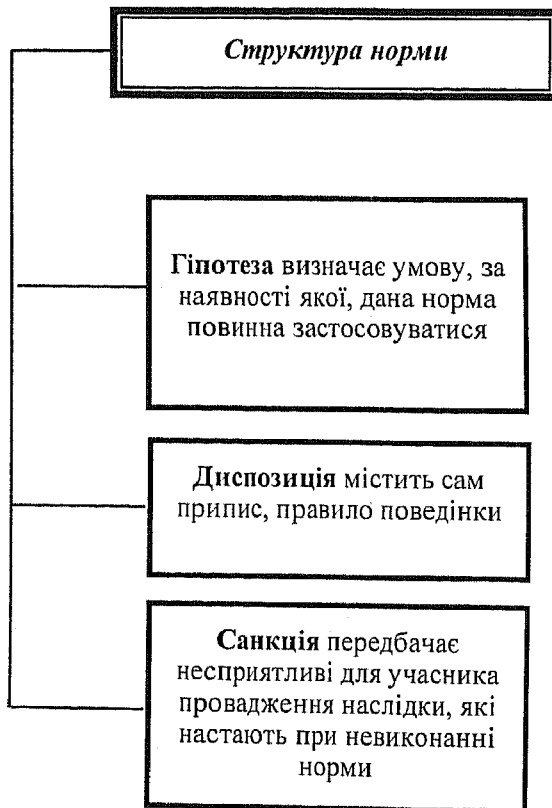 Структура норми
Гіпотеза визначає умову, за
наявності якої, дана норма
повинна застосовуватися
Диспозиція містить сам
припис, правило поведінки
Санкція передбачає
несприятливі для учасника
провадження наслідки, які
настають при невиконанні
норми